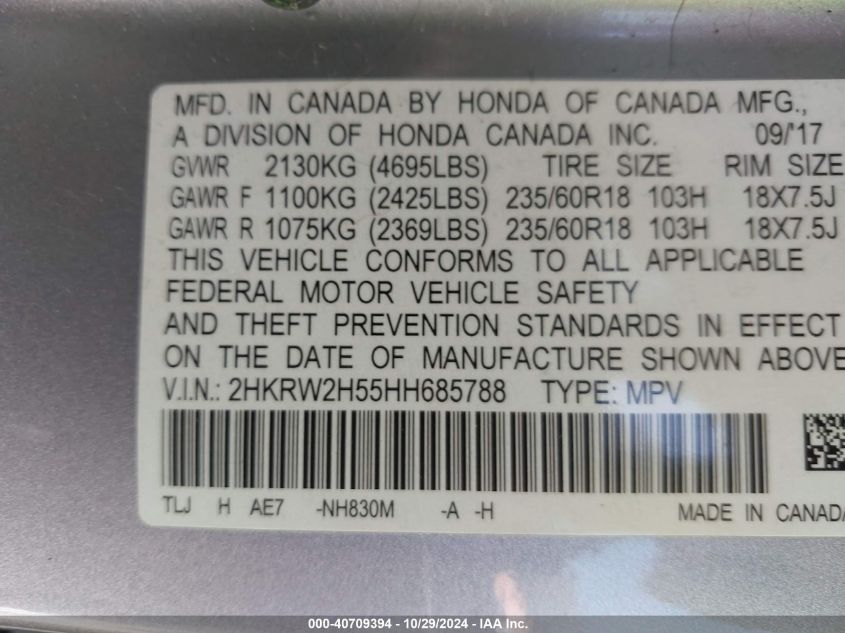 MFD. IN CANADA BY HONDA OF CANADA MFG.,
A DIVISION OF HONDA CANADA INC. 09/'17
GVWR 2130KG (4695LBS) TIRE SIZE RIM SIZE
GAWR F 1100KG (2425LBS) 235/60R18 103H 18X7.5J
GAWR R 1075KG (2369LBS) 235/60R18 103H 18X7.5J
THIS VEHICLE CONFORMS TO ALL APPLICABLE
FEDERAL MOTOR VEHICLE SAFETY
AND THEFT PREVENTION STANDARDS IN EFFECT
ON THE DATE OF MANUFACTURE SHOWN ABOVE
V.I.N.: 2HKRW2H55HH685788 TYPE: MPV
TLJ H AE7 -NH830M -A -H MADE IN CANADA
000-40709394 - 10/29/2024 - IAA Inc.